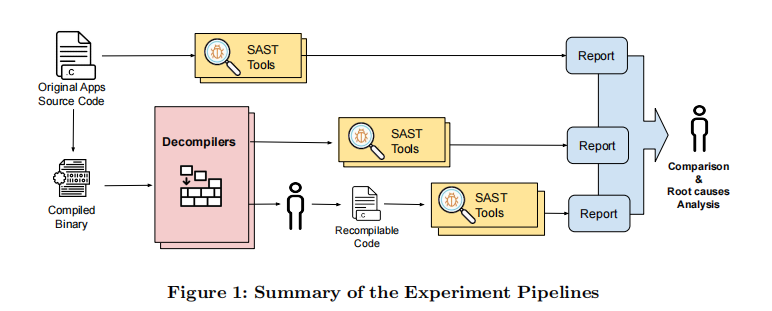 .C
Original Apps
Source Code
SAST
Tools
Report
Compiled
Binary
Decompilers
SAST
Tools
Report
.C
Recompilable
Code
SAST
Tools
Report
Comparison
&
Root causes
Analysis
Figure 1: Summary of the Experiment Pipelines